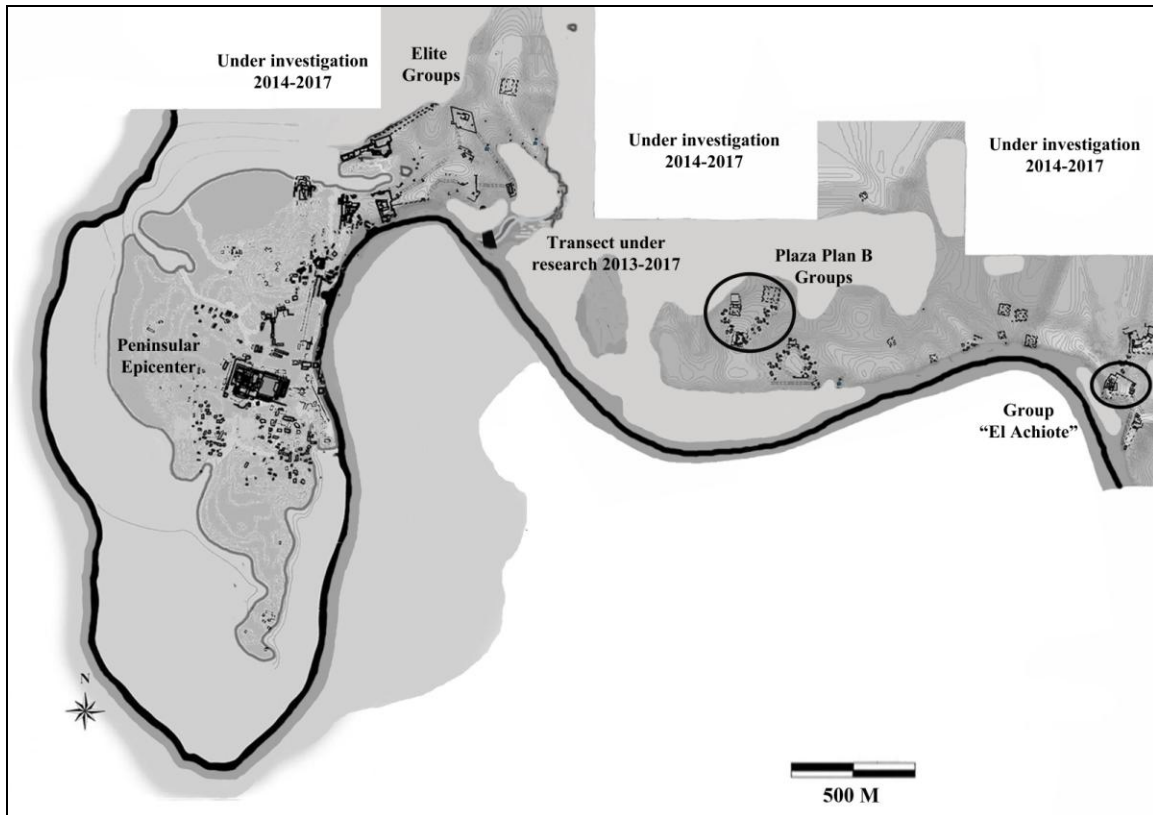 Under investigation
2014-2017
Elite
Groups
Under investigation
2014-2017
Under investigation
2014-2017
Transect under
research 2013-2017
Plaza Plan B
Groups
Peninsular
Epicenter
Group
“El Achiote”
N
500 M